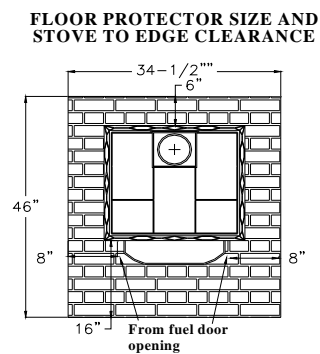 FLOOR PROTECTOR SIZE AND
STOVE TO EDGE CLEARANCE
34-1/2""
6"
46"
8"
8"
16"
From fuel door
opening